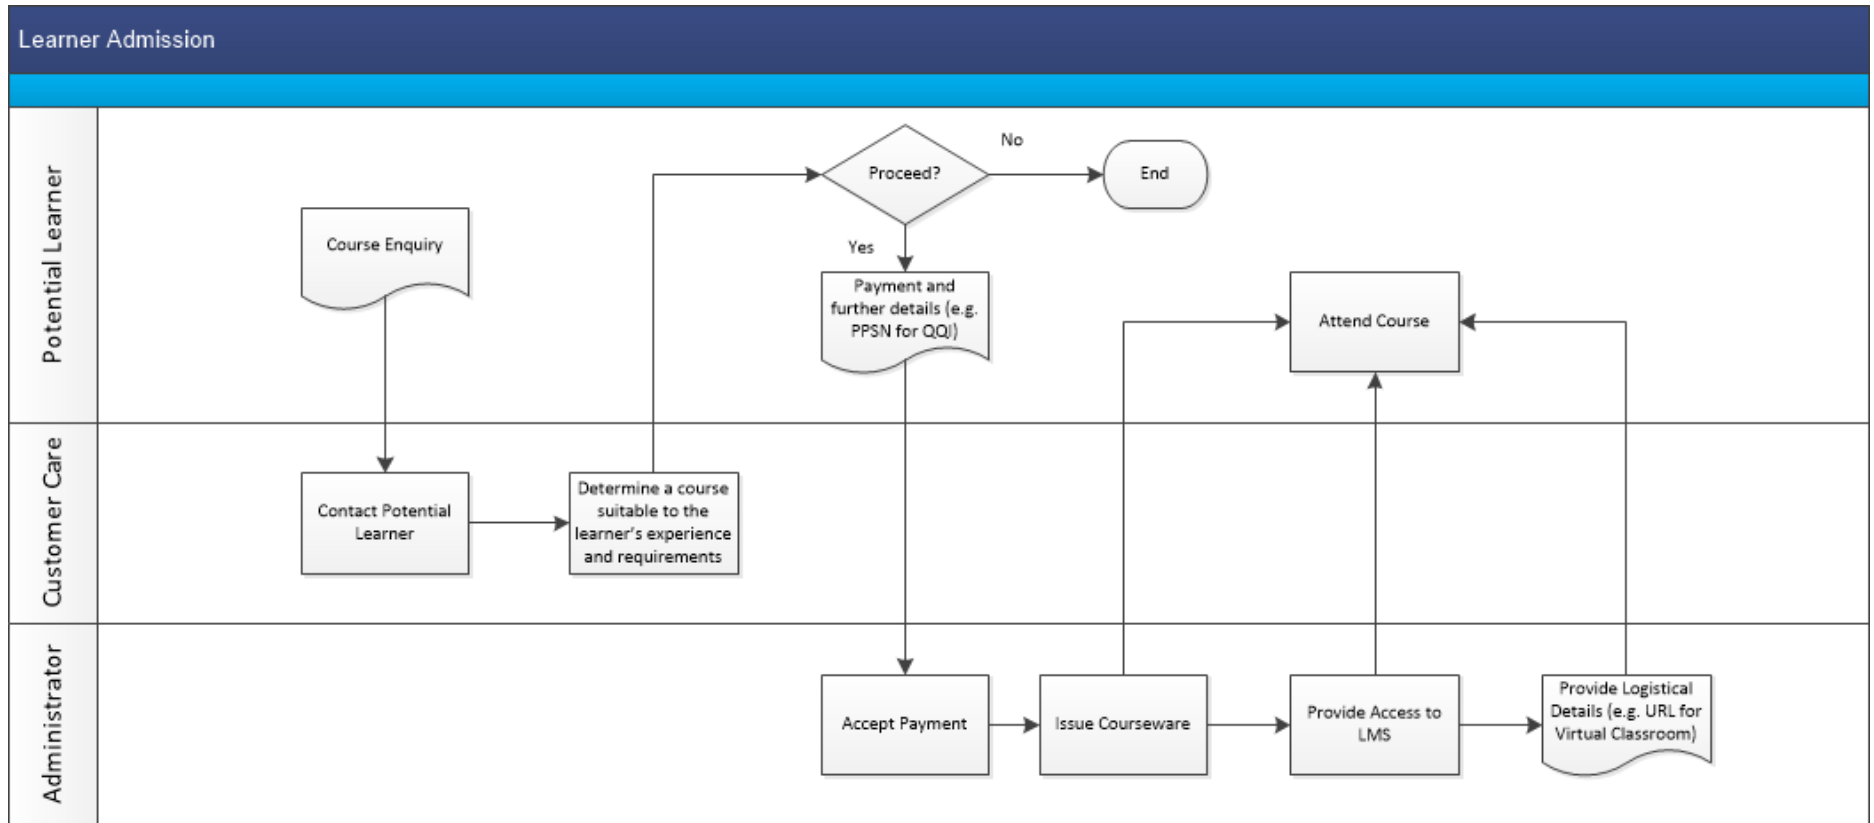 Learner Admission
Potential Learner
Course Enquiry
Proceed?
No
End
Yes
Payment and
further details (e.g.
PPSN for QQI)
Attend Course
Customer Care
Contact Potential
Learner
Determine a course
suitable to the
learner's experience
and requirements
Administrator
Accept Payment
Issue Courseware
Provide Access to
LMS
Provide Logistical
Details (e.g. URL for
Virtual Classroom)